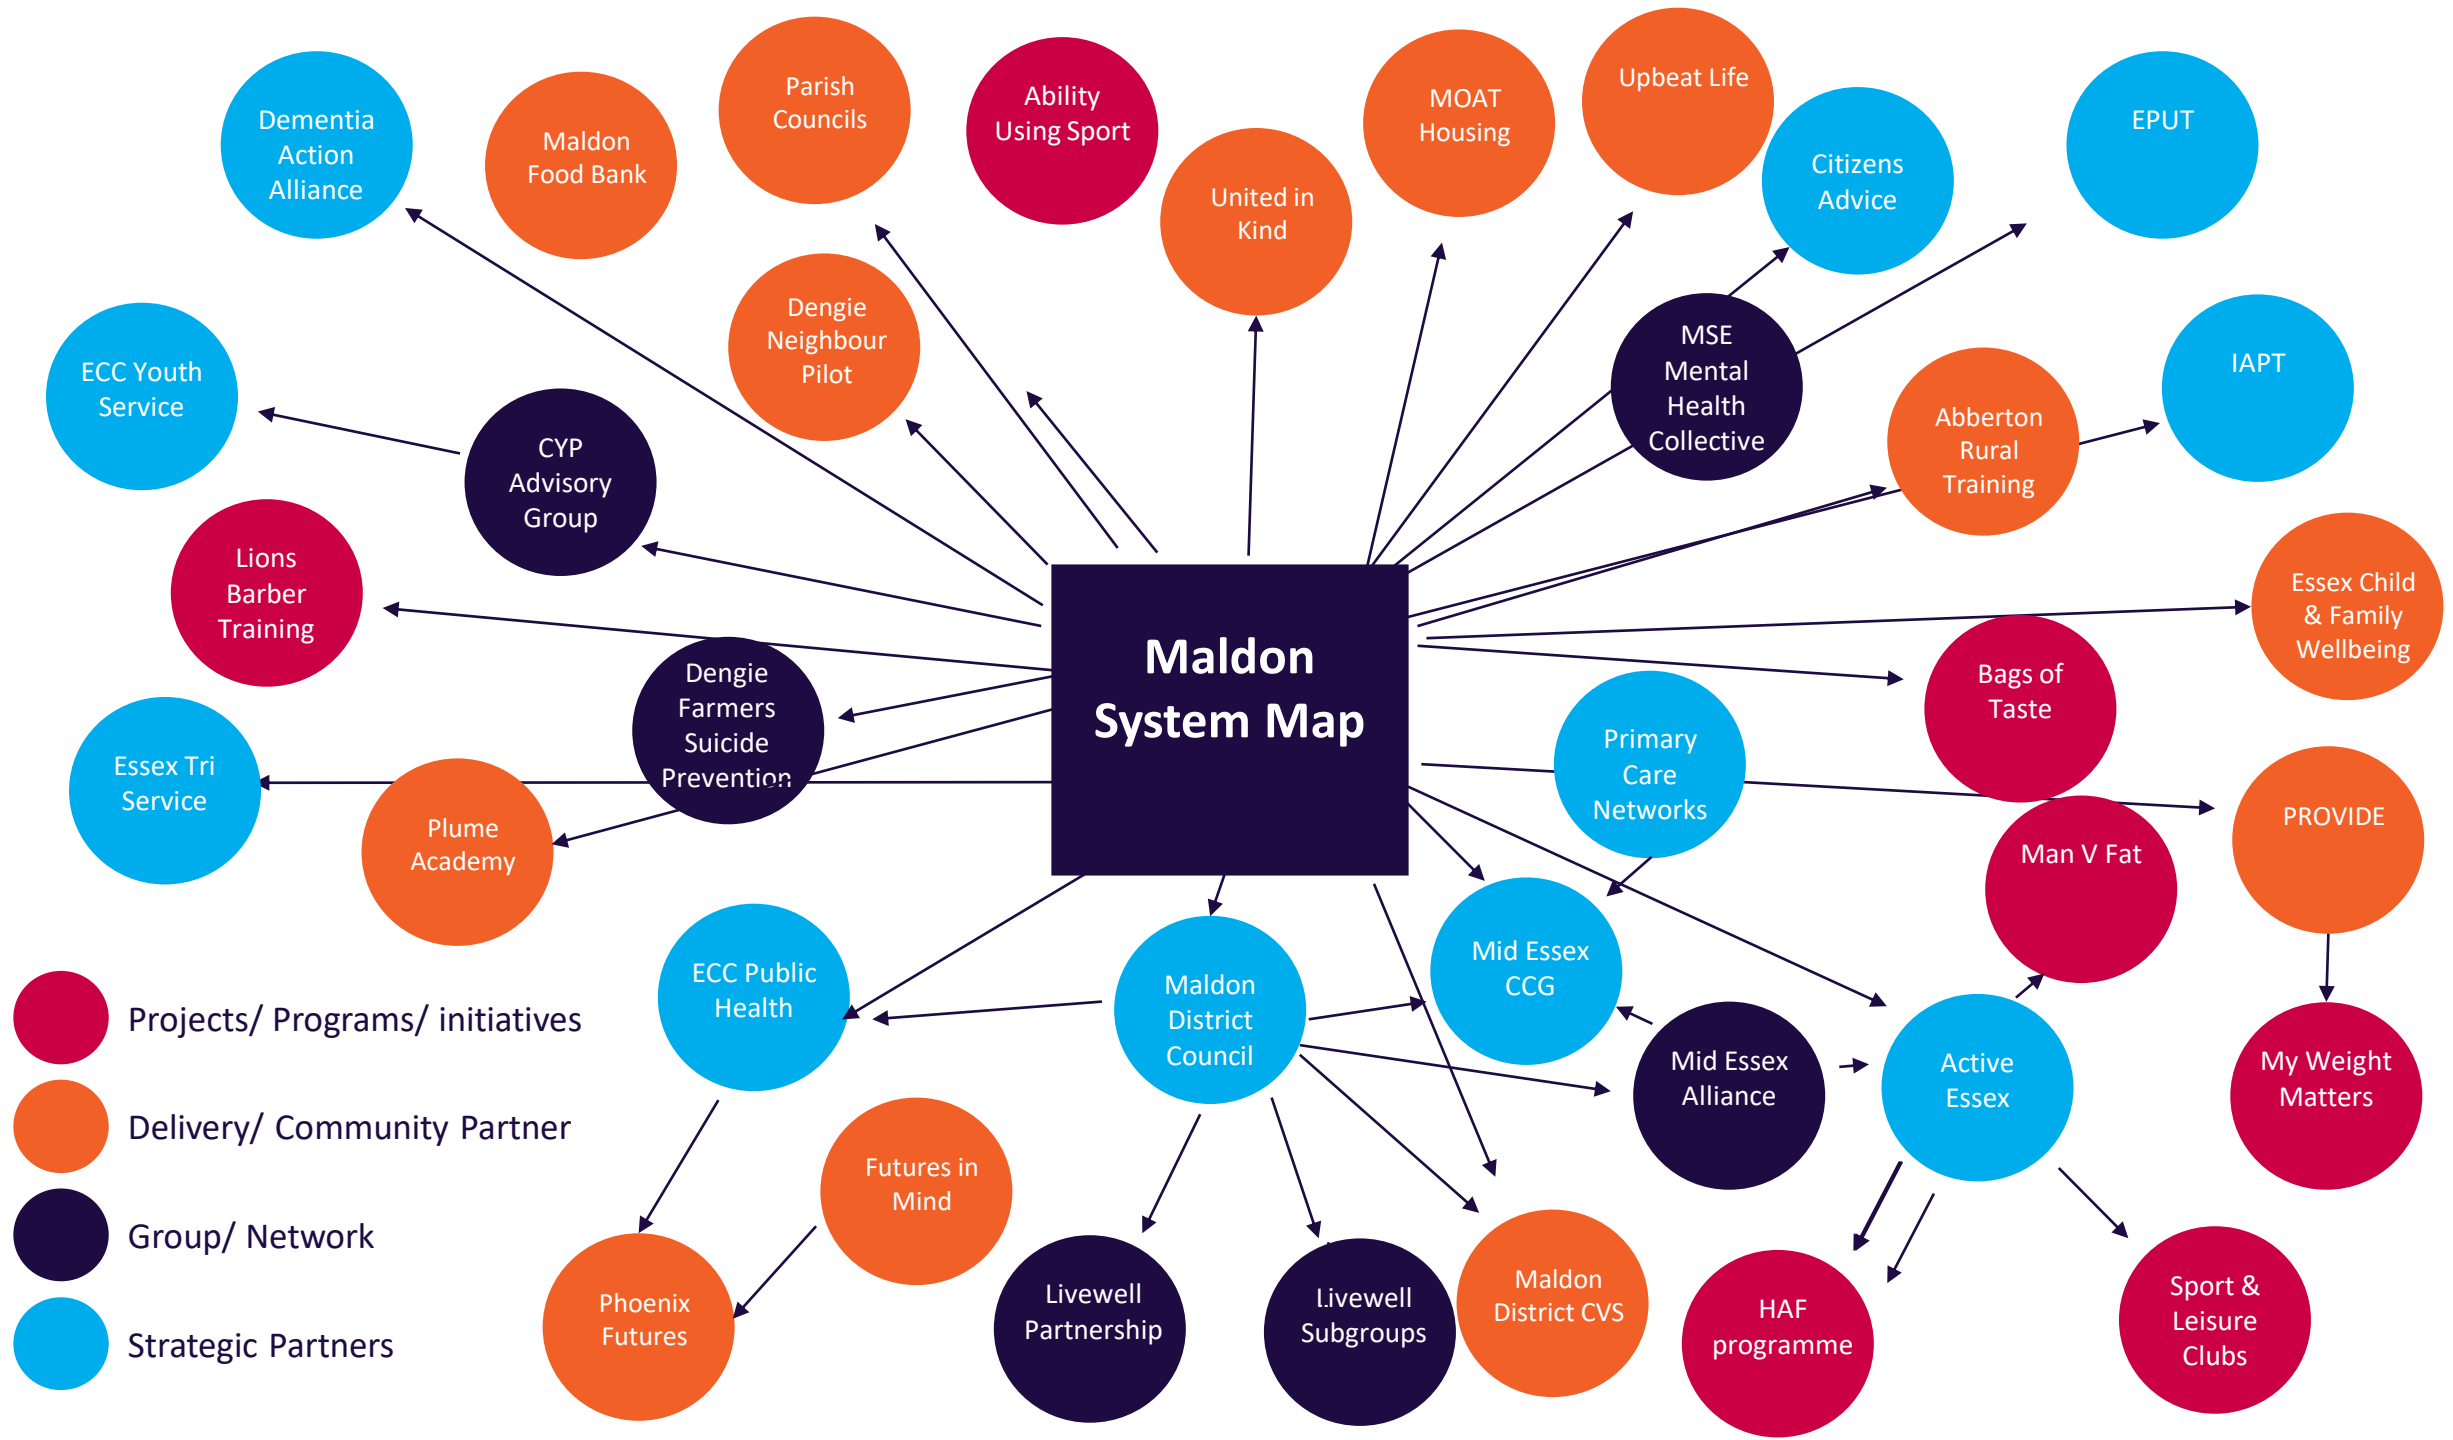 Dementia
Action
Alliance
Maldon
Food Bank
Parish
Councils
Ability
Using Sport
United in
Kind
MOAT
Housing
Upbeat Life
Citizens
Advice
EPUT
ECC Youth
Service
CYP
Advisory
Group
Dengie
Neighbour
Pilot
MSE
Mental
Health
Collective
Abberton
Rural
Training
IAPT
Lions
Barber
Training
Dengie
Farmers
Suicide
Prevention
Maldon
System Map
Essex Child
& Family
Wellbeing
Bags of
Taste
Primary
Care
Networks
Essex Tri
Service
Plume
Academy
PROVIDE
Man V Fat
ECC Public
Health
Maldon
District
Council
Mid Essex
CCG
Mid Essex
Alliance
Active
Essex
My Weight
Matters
Projects/ Programs/ initiatives
Delivery/ Community Partner
Group/ Network
Strategic Partners
Futures in
Mind
Phoenix
Futures
Livewell
Partnership
Livewell
Subgroups
Maldon
District CVS
HAF
programme
Sport &
Leisure
Clubs